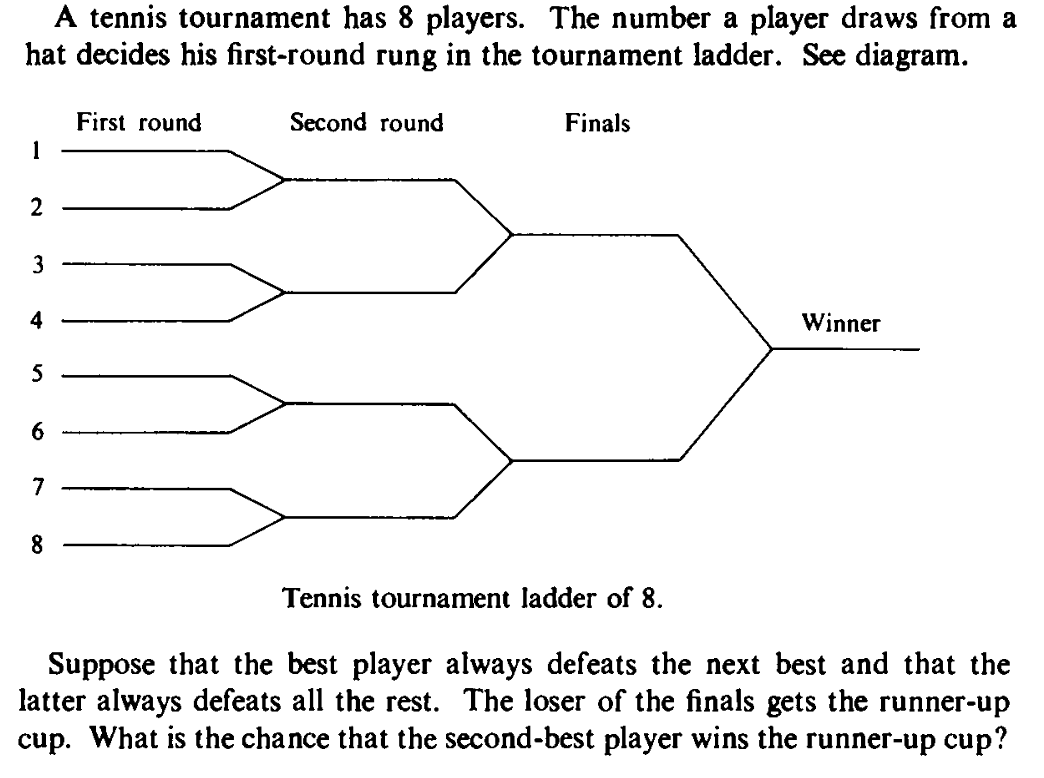 A tennis tournament has 8 players. The number a player draws from a
hat decides his first-round rung in the tournament ladder. See diagram.
First round Second round Finals
1
2
3
4
Winner
5
6
7
8
Tennis tournament ladder of 8.
Suppose that the best player always defeats the next best and that the
latter always defeats all the rest. The loser of the finals gets the runner-up
cup. What is the chance that the second-best player wins the runner-up cup?